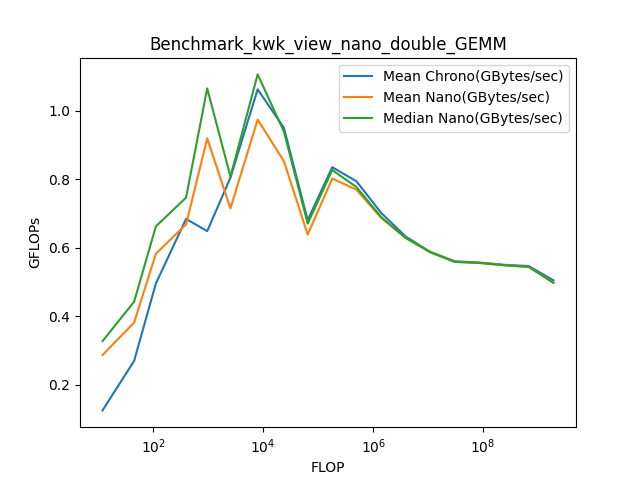 Benchmark_kwk_view_nano_double_GEMM
Mean Chrono(GBytes/sec)
Mean Nano(GBytes/sec)
Median Nano(GBytes/sec)
GFLOPs
1.0
0.8
0.6
0.4
0.2
10^2 10^4 10^6 10^8
FLOP